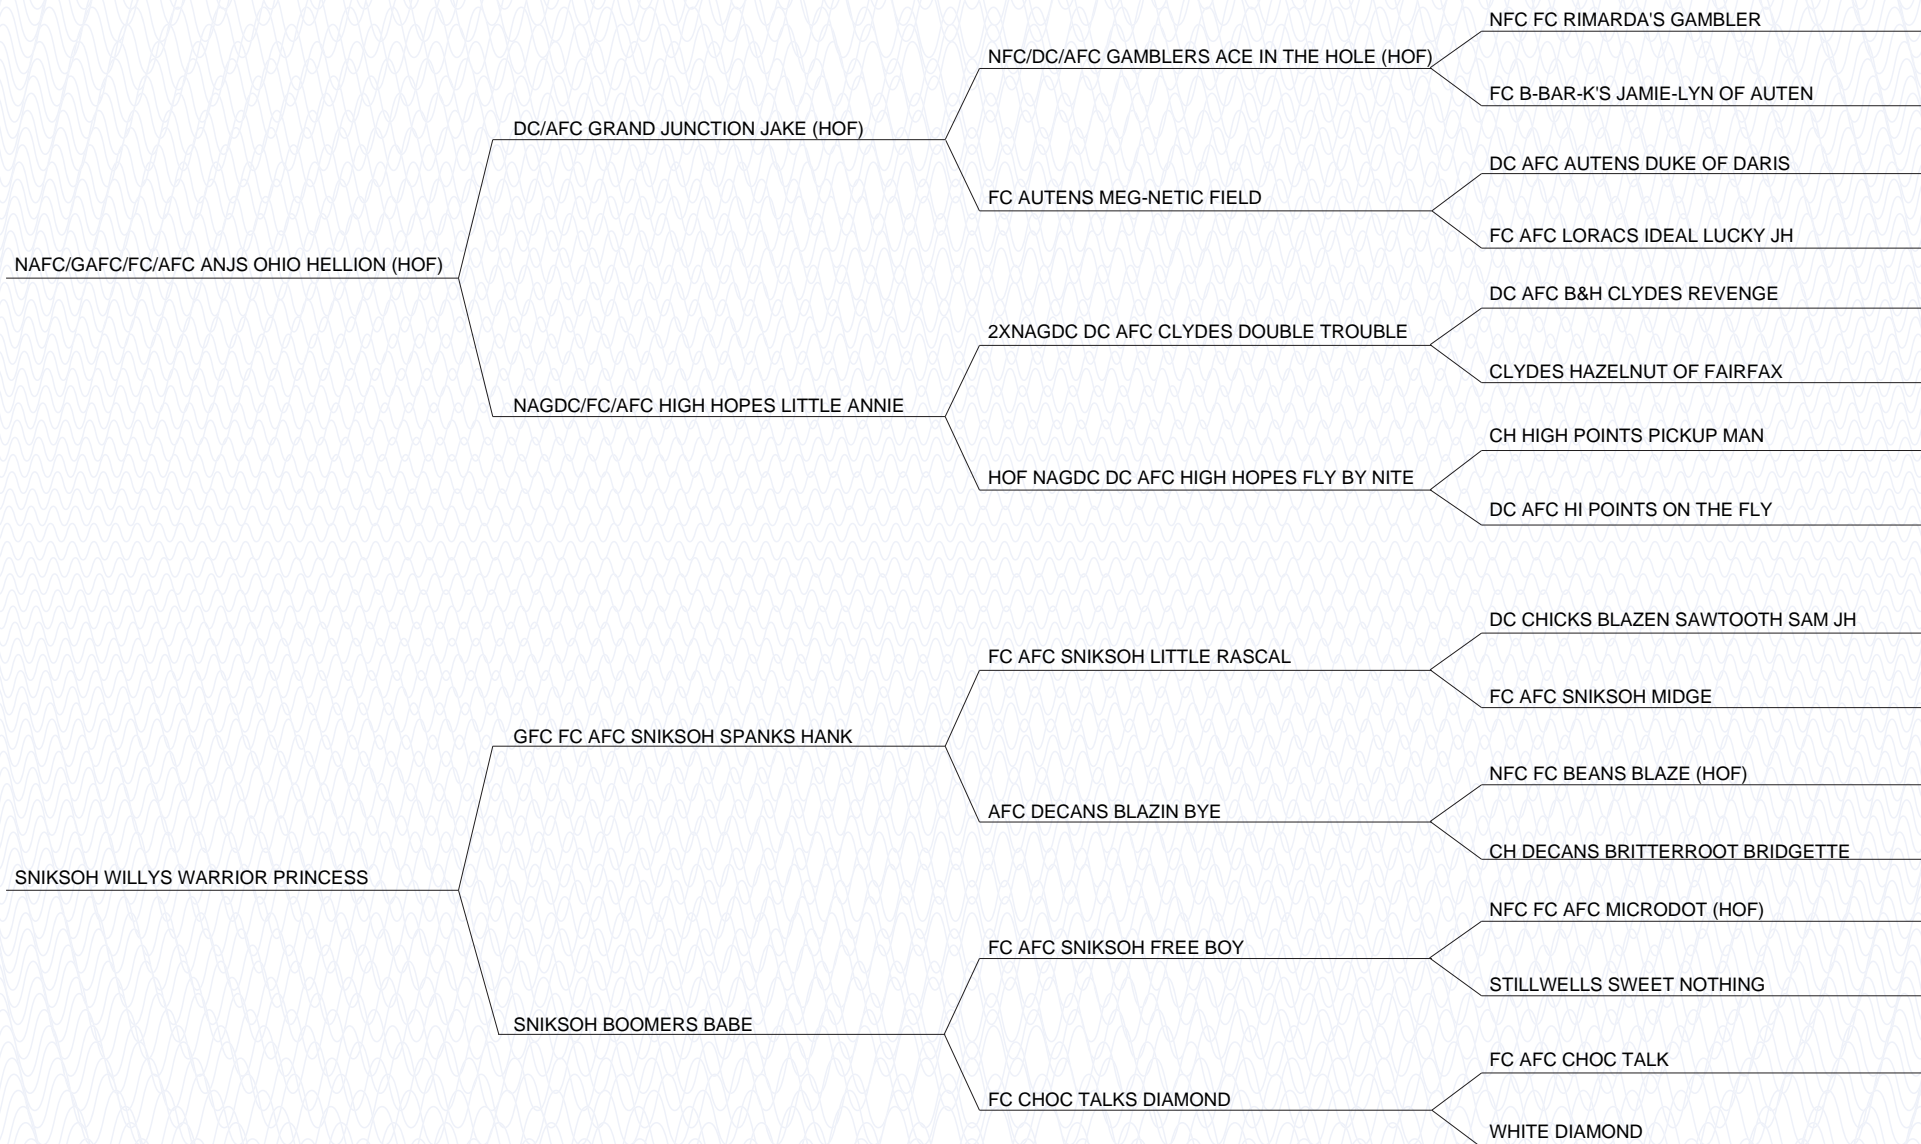 NFC FC RIMARDA'S GAMBLER
NFC/DC/AFC GAMBLERS ACE IN THE HOLE (HOF)
FC B-BAR-K'S JAMIE-LYN OF AUTEN
DC/AFC GRAND JUNCTION JAKE (HOF)
DC AFC AUTENS DUKE OF DARIS
FC AUTENS MEG-NETIC FIELD
FC AFC LORACS IDEAL LUCKY JH
NAFC/GAFC/FC/AFC ANJS OHIO HELLION (HOF)
DC AFC B&H CLYDES REVENGE
2XNAGDC DC AFC CLYDES DOUBLE TROUBLE
CLYDES HAZELNUT OF FAIRFAX
NAGDC/FC/AFC HIGH HOPES LITTLE ANNIE
CH HIGH POINTS PICKUP MAN
HOF NAGDC DC AFC HIGH HOPES FLY BY NITE
DC AFC HI POINTS ON THE FLY
DC CHICKS BLAZEN SAWTOOTH SAM JH
FC AFC SNIKSOH LITTLE RASCAL
FC AFC SNIKSOH MIDGE
GFC FC AFC SNIKSOH SPANKS HANK
NFC FC BEANS BLAZE (HOF)
AFC DECANS BLAZIN BYE
CH DECANS BRITTERROOT BRIDGETTE
SNIKSOH WILLYS WARRIOR PRINCESS
NFC FC AFC MICRODOT (HOF)
FC AFC SNIKSOH FREE BOY
STILLWELLS SWEET NOTHING
SNIKSOH BOOMERS BABE
FC AFC CHOC TALK
FC CHOC TALKS DIAMOND
WHITE DIAMOND